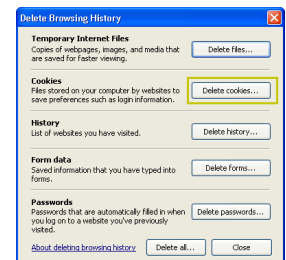 Delete Browsing History
Temporary Internet Files
Copies of webpages, images, and media that
are saved for faster viewing.
Delete files...
Cookies
Files stored on your computer by websites to
save preferences such as login information.
Delete cookies...
History
List of websites you have visited.
Delete history...
Form data
Saved information that you have typed into
forms.
Delete forms...
Passwords
Passwords that are automatically filled in when
you log on to a website you've previously
visited.
Delete passwords...
About deleting browsing history
Delete all...
Close